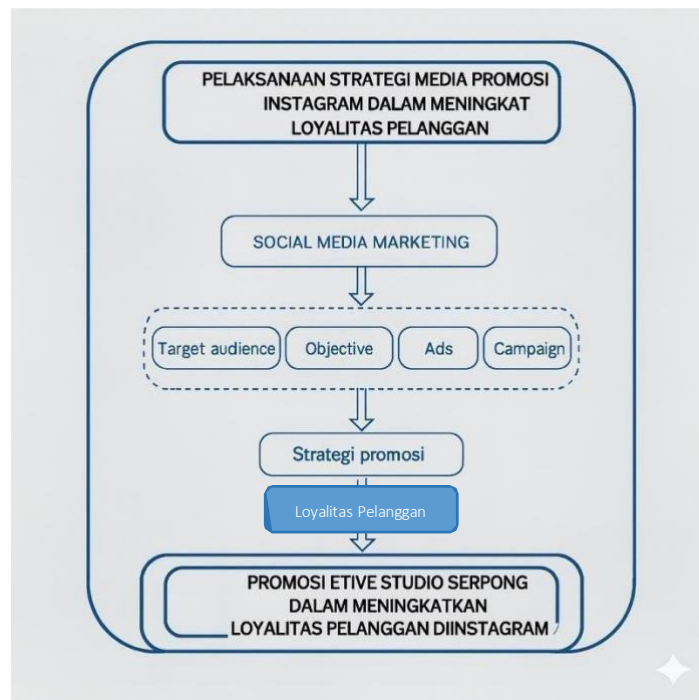 PELAKSANAAN STRATEGI MEDIA PROMOSI
INSTAGRAM DALAM MENINGKAT
LOYALITAS PELANGGAN
SOCIAL MEDIA MARKETING
Target audience Objective Ads Campaign
Strategi promosi
Loyalitas Pelanggan
PROMOSI ETIVE STUDIO SERPONG
DALAM MENINGKATKAN
LOYALITAS PELANGGAN DIINSTAGRAM